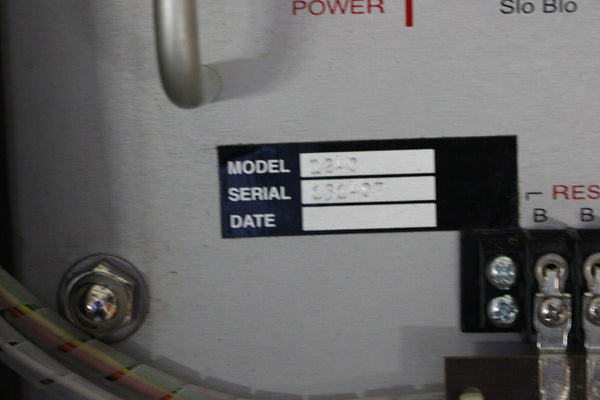 POWER
Slo Blo
MODEL
SERIAL
DATE
RES
B B